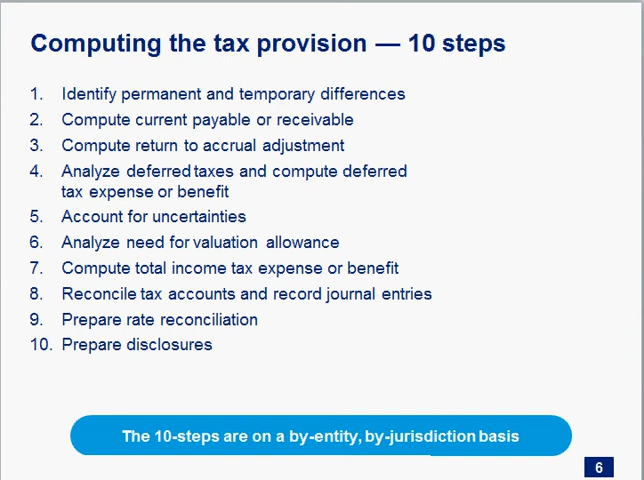 Computing the tax provision — 10 steps
1. Identify permanent and temporary differences
2. Compute current payable or receivable
3. Compute return to accrual adjustment
4. Analyze deferred taxes and compute deferred
tax expense or benefit
5. Account for uncertainties
6. Analyze need for valuation allowance
7. Compute total income tax expense or benefit
8. Reconcile tax accounts and record journal entries
9. Prepare rate reconciliation
10. Prepare disclosures
The 10-steps are on a by-entity, by-jurisdiction basis
6